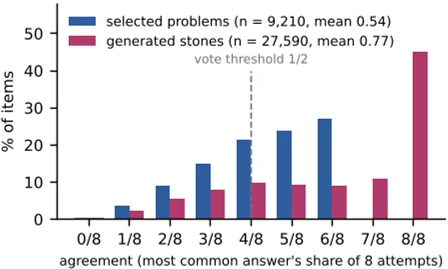 selected problems (n = 9,210, mean 0.54)
generated stones (n = 27,590, mean 0.77)
vote threshold 1/2
% of items
50
40
30
20
10
0
0/8 1/8 2/8 3/8 4/8 5/8 6/8 7/8 8/8
agreement (most common answer's share of 8 attempts)